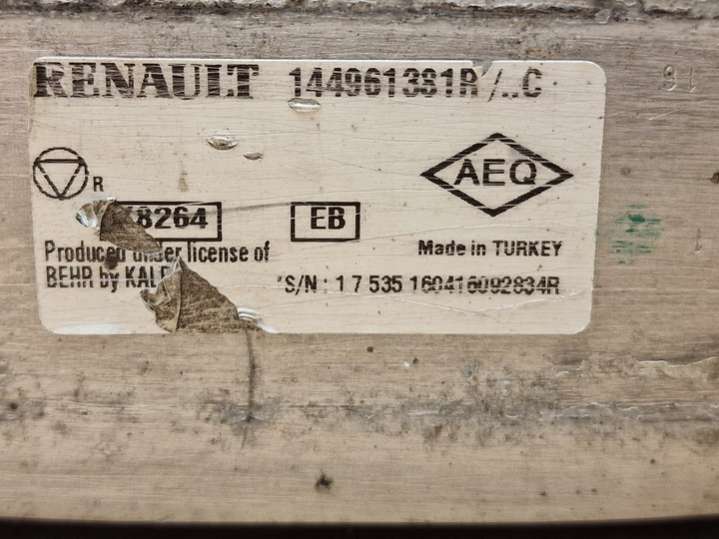 RENAULT 144961381R/..C
R
AEQ
8264
EB
Produced under license of
Made in TURKEY
BEHR by KALE
S/N : 1 7 535 160416092834R